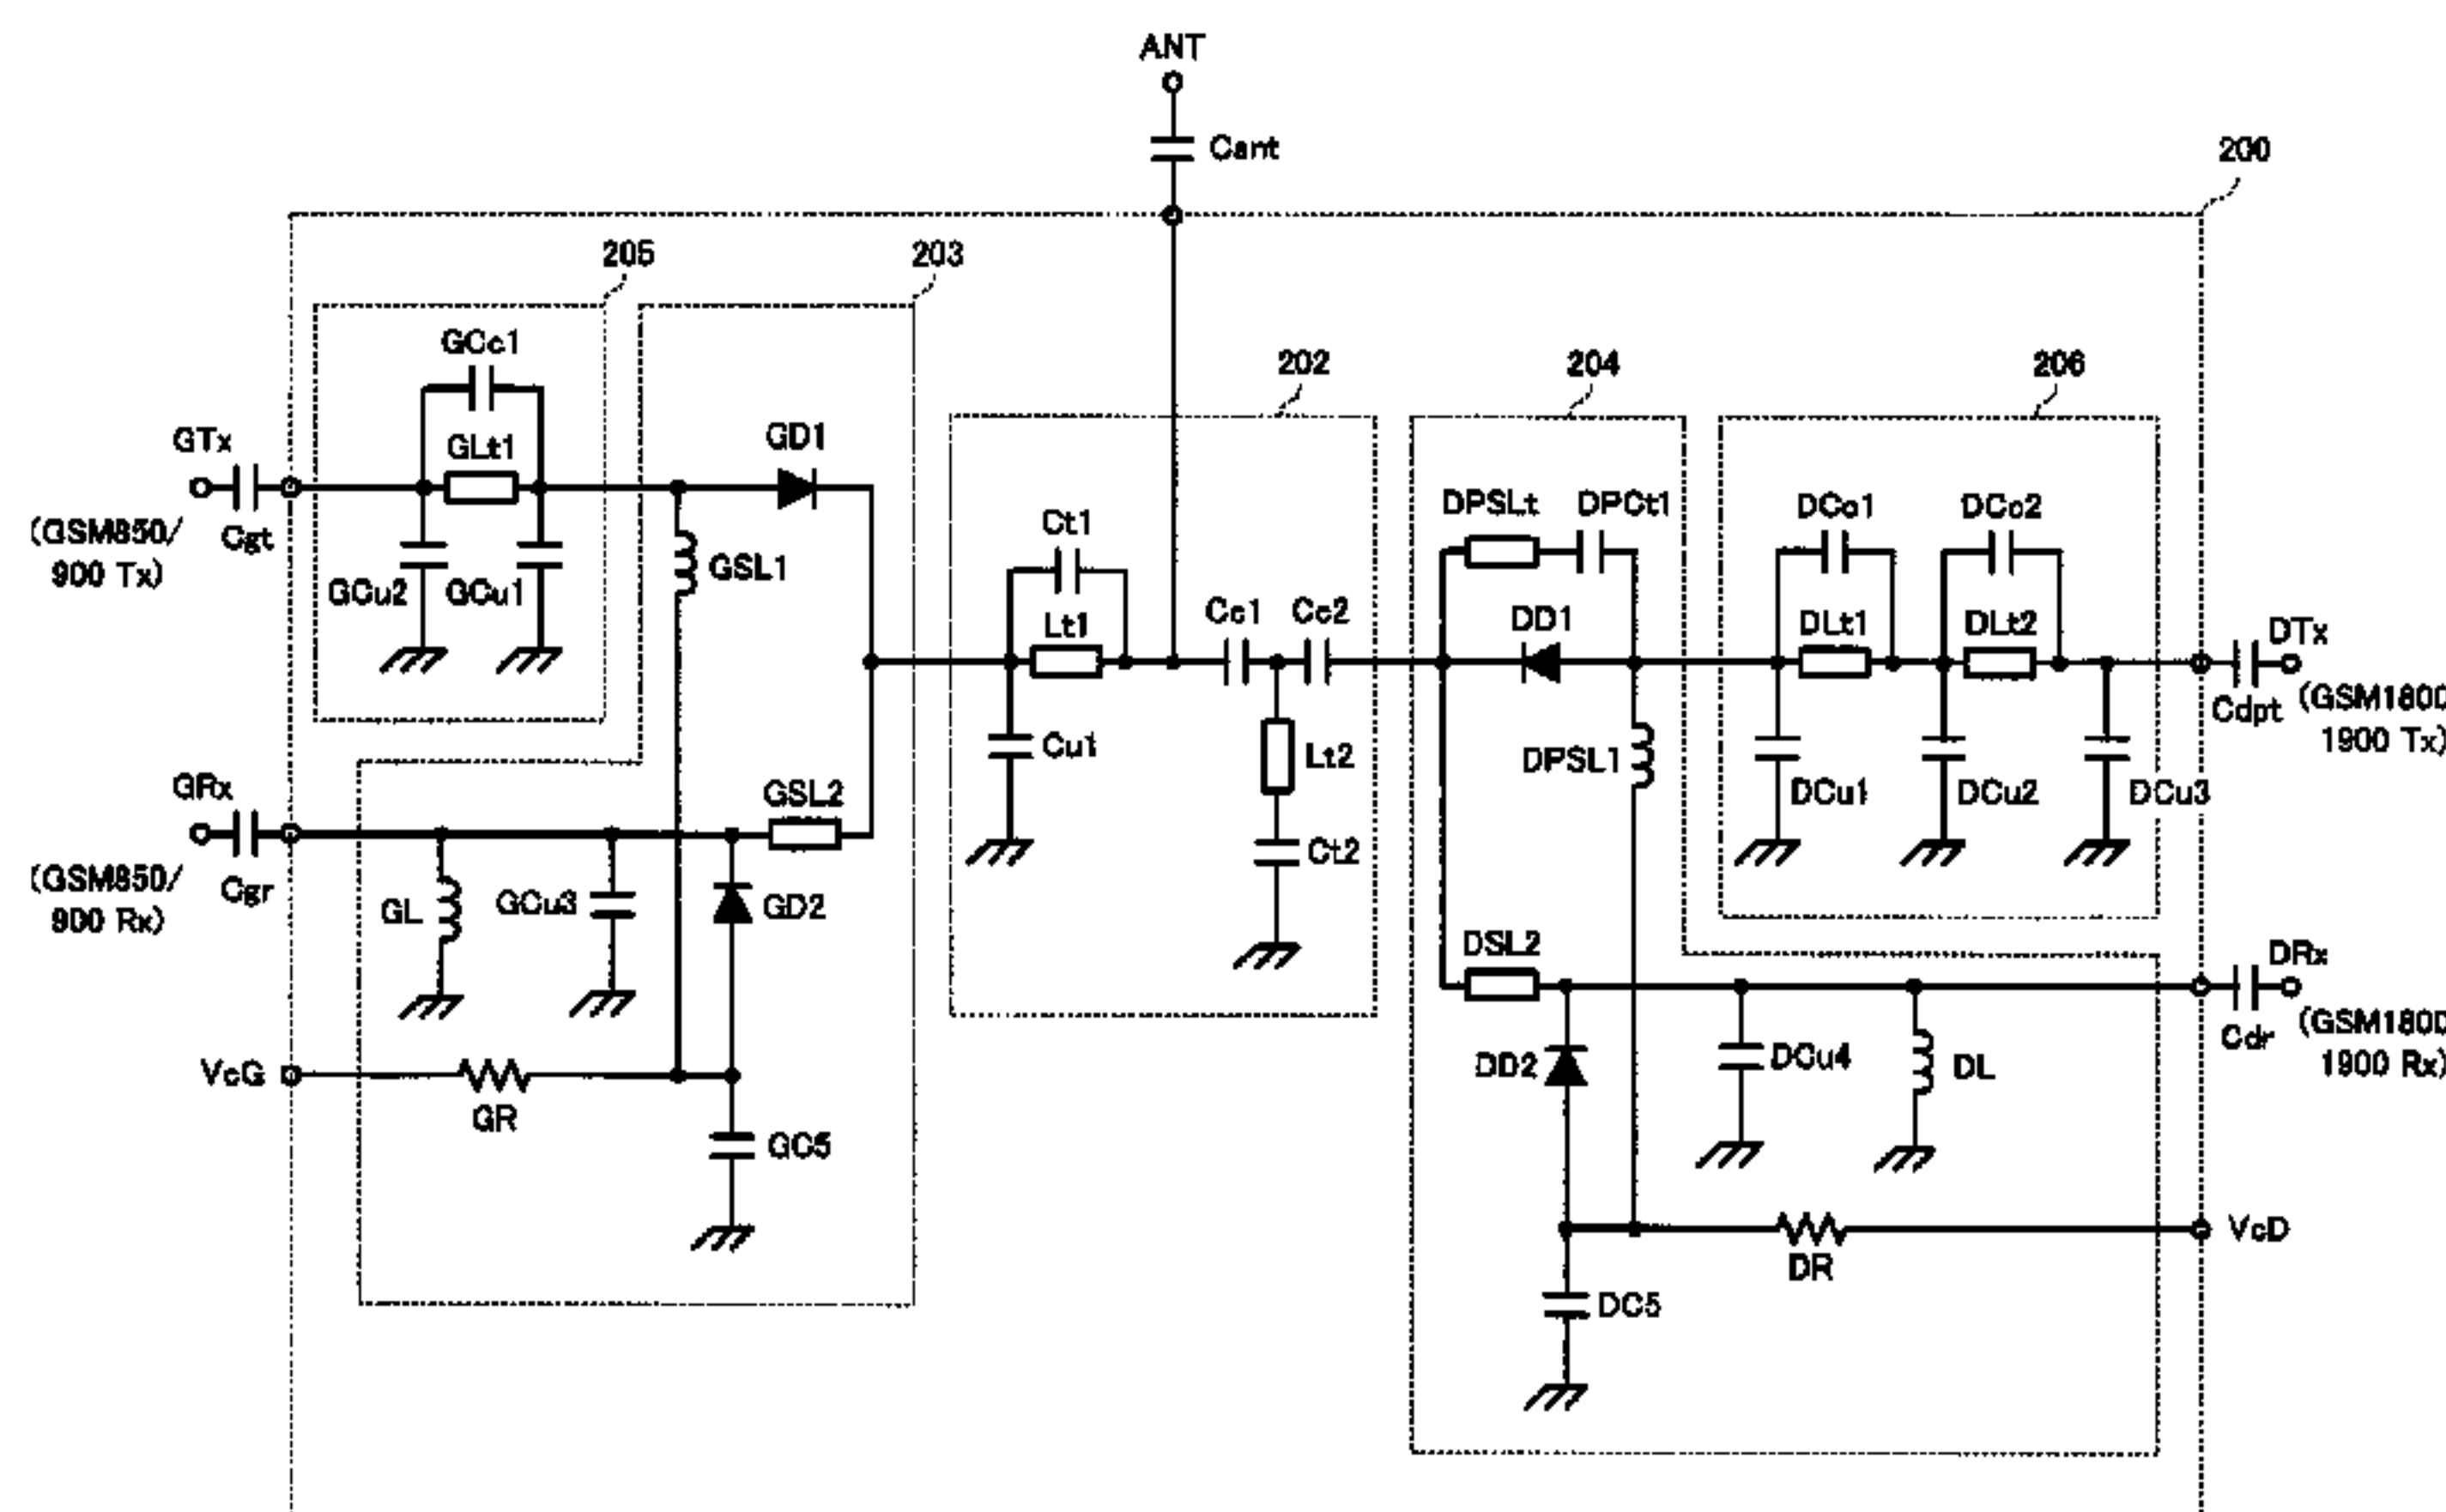 ANT
Cant
200
205
203
GCc1
202
204
206
GTx
GLt1
GD1
(GSM850/
900 Tx)
Cgt
GCu2
GCu1
GSL1
Ct1
Lt1
Cc1
Cc2
DPSLt
DPCt1
DD1
DCc1
DCc2
DLt1
DLt2
DTx
Cdpt
(GSM180
1900 Tx)
Cu1
Lt2
Ct2
DPSL1
DCu1
DCu2
DCu3
GRx
GSL2
(GSM850/
900 Rx)
Cgr
GL
GCu3
GD2
DSL2
DRx
Cdr
(GSM180
1900 Rx)
DD2
DCu4
DL
VcG
GR
GC5
VcD
DR
DC5